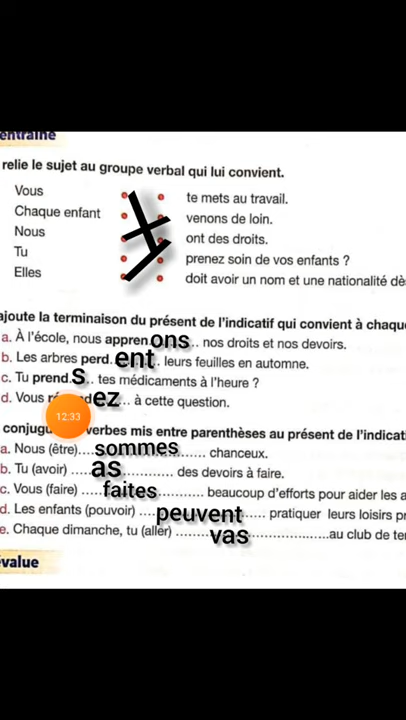 entraîne
relie le sujet au groupe verbal qui lui convient.
Vous te mets au travail.
Chaque enfant venons de loin.
Nous ont des droits.
Tu prenez soin de vos enfants ?
Elles doit avoir un nom et une nationalité dè
ajoute la terminaison du présent de l'indicatif qui convient à chaqu
a. À l'école, nous appren.ons.. nos droits et nos devoirs.
b. Les arbres perd.ent.. leurs feuilles en automne.
c. Tu prend.s.. tes médicaments à l'heure ?
d. Vous dez... à cette question.
12:33
conjugu verbes mis entre parenthèses au présent de l'indicati
a. Nous (être)....sommes......... chanceux.
b. Tu (avoir) .....as............... des devoirs à faire.
c. Vous (faire) .....faites............ beaucoup d'efforts pour aider les a
d. Les enfants (pouvoir) ....peuvent...... pratiquer leurs loisirs pr
e. Chaque dimanche, tu (aller) .........vas.....................au club de te
évalue